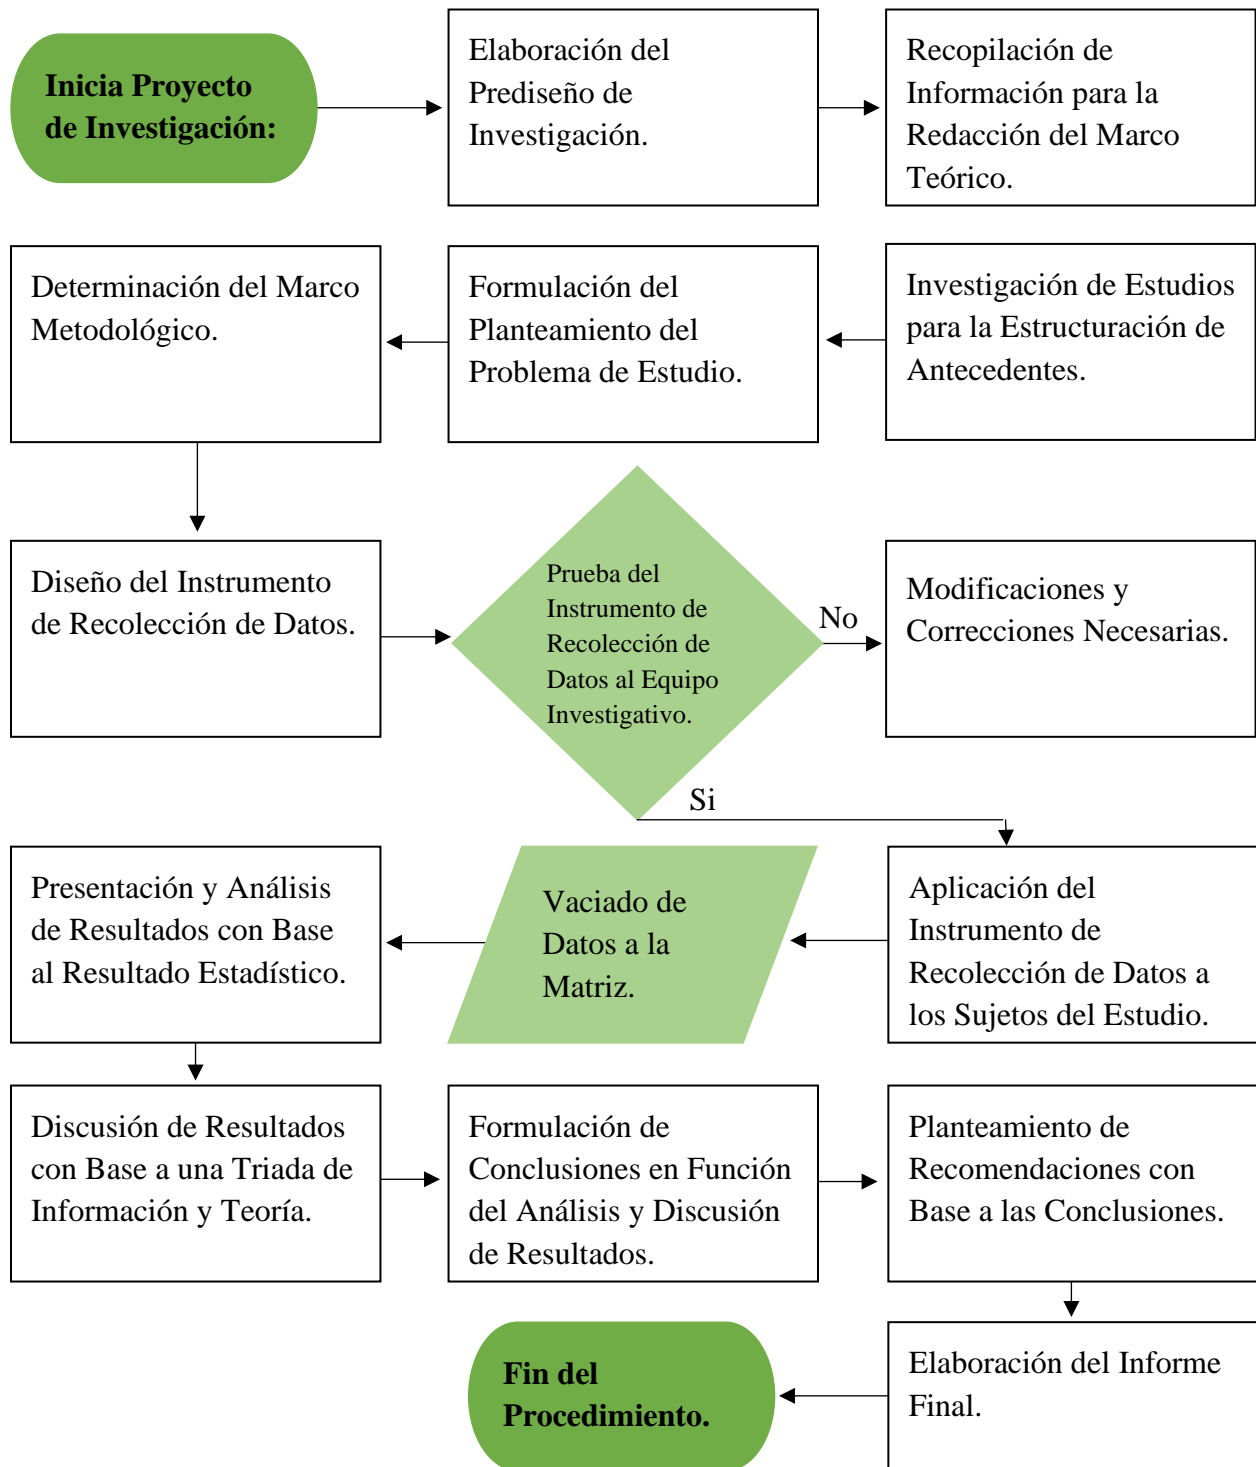 Inicia Proyecto
de Investigación:
Elaboración del
Prediseño de
Investigación.
Recopilación de
Información para la
Redacción del Marco
Teórico.
Investigación de Estudios
para la Estructuración de
Antecedentes.
Formulación del
Planteamiento del
Problema de Estudio.
Determinación del Marco
Metodológico.
Diseño del Instrumento
de Recolección de Datos.
Prueba del
Instrumento de
Recolección de
Datos al Equipo
Investigativo.
No
Modificaciones y
Correcciones Necesarias.
Si
Aplicación del
Instrumento de
Recolección de Datos a
los Sujetos del Estudio.
Vaciado de
Datos a la
Matriz.
Presentación y Análisis
de Resultados con Base
al Resultado Estadístico.
Discusión de Resultados
con Base a una Triada de
Información y Teoría.
Formulación de
Conclusiones en Función
del Análisis y Discusión
de Resultados.
Planteamiento de
Recomendaciones con
Base a las Conclusiones.
Elaboración del Informe
Final.
Fin del
Procedimiento.